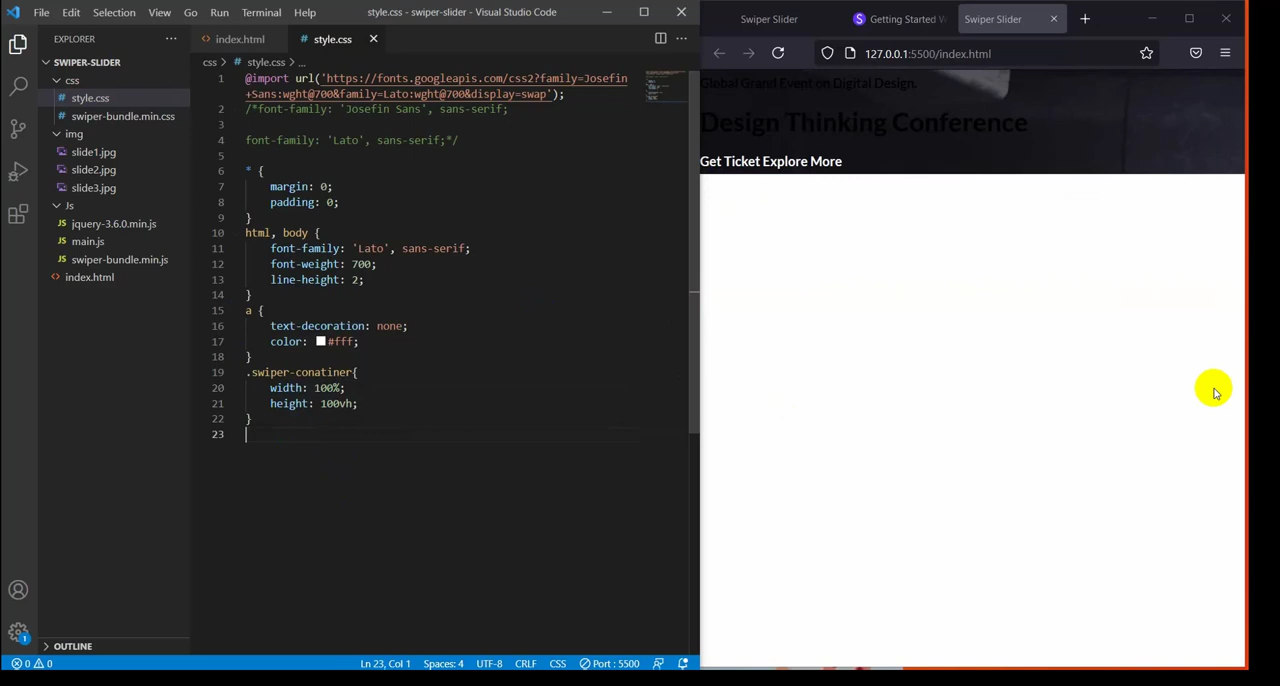 File Edit Selection View Go Run Terminal Help style.css - swiper-slider - Visual Studio Code
EXPLORER
SWIPER-SLIDER
css
style.css
swiper-bundle.min.css
img
slide1.jpg
slide2.jpg
slide3.jpg
Js
jquery-3.6.0.min.js
main.js
swiper-bundle.min.js
index.html
OUTLINE
index.html style.css
css > style.css > ...
1 @import url('https://fonts.googleapis.com/css2?family=Josefin
+Sans:wght@700&family=Lato:wght@700&display=swap');
2 /*font-family: 'Josefin Sans', sans-serif;
3
4 font-family: 'Lato', sans-serif;*/
5
6 * {
7 margin: 0;
8 padding: 0;
9 }
10 html, body {
11 font-family: 'Lato', sans-serif;
12 font-weight: 700;
13 line-height: 2;
14 }
15 a {
16 text-decoration: none;
17 color: #fff;
18 }
19 .swiper-conatiner{
20 width: 100%;
21 height: 100vh;
22 }
23
1
0 0 Ln 23, Col 1 Spaces: 4 UTF-8 CRLF CSS Port : 5500
Swiper Slider Getting Started Swiper Slider
127.0.0.1:5500/index.html
Global Grand Event on Digital Design.
Design Thinking Conference
Get Ticket Explore More